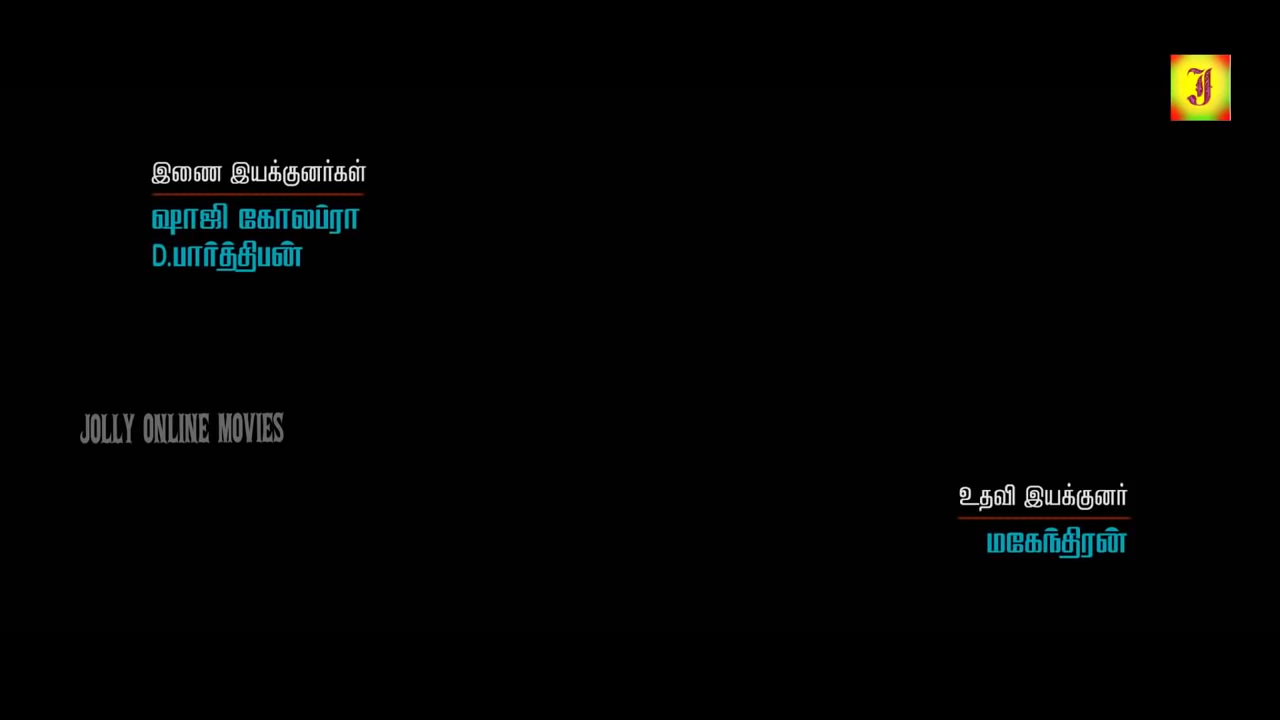 J
இணை இயக்குனர்கள்
ஷாஜி கோலப்ரா
D.பார்த்திபன்
JOLLY ONLINE MOVIES
உதவி இயக்குனர்
மகேந்திரன்